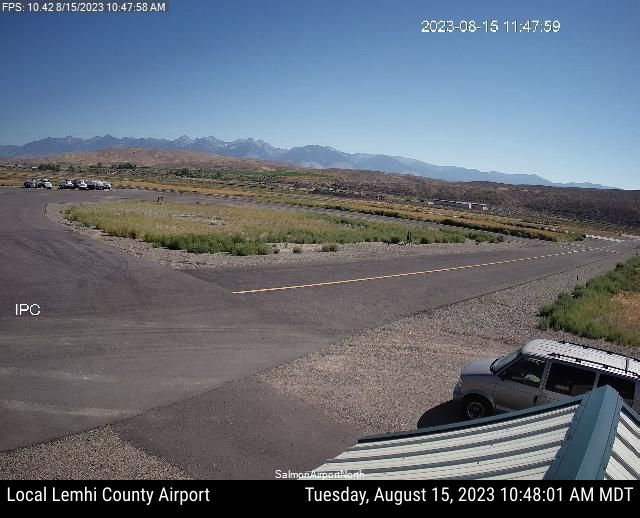 FPS: 10.42 8/15/2023 10:47:58 AM
2023-08-15 11:47:59
IPC
SalmonAirportNorth
Local Lemhi County Airport
Tuesday, August 15, 2023 10:48:01 AM MDT